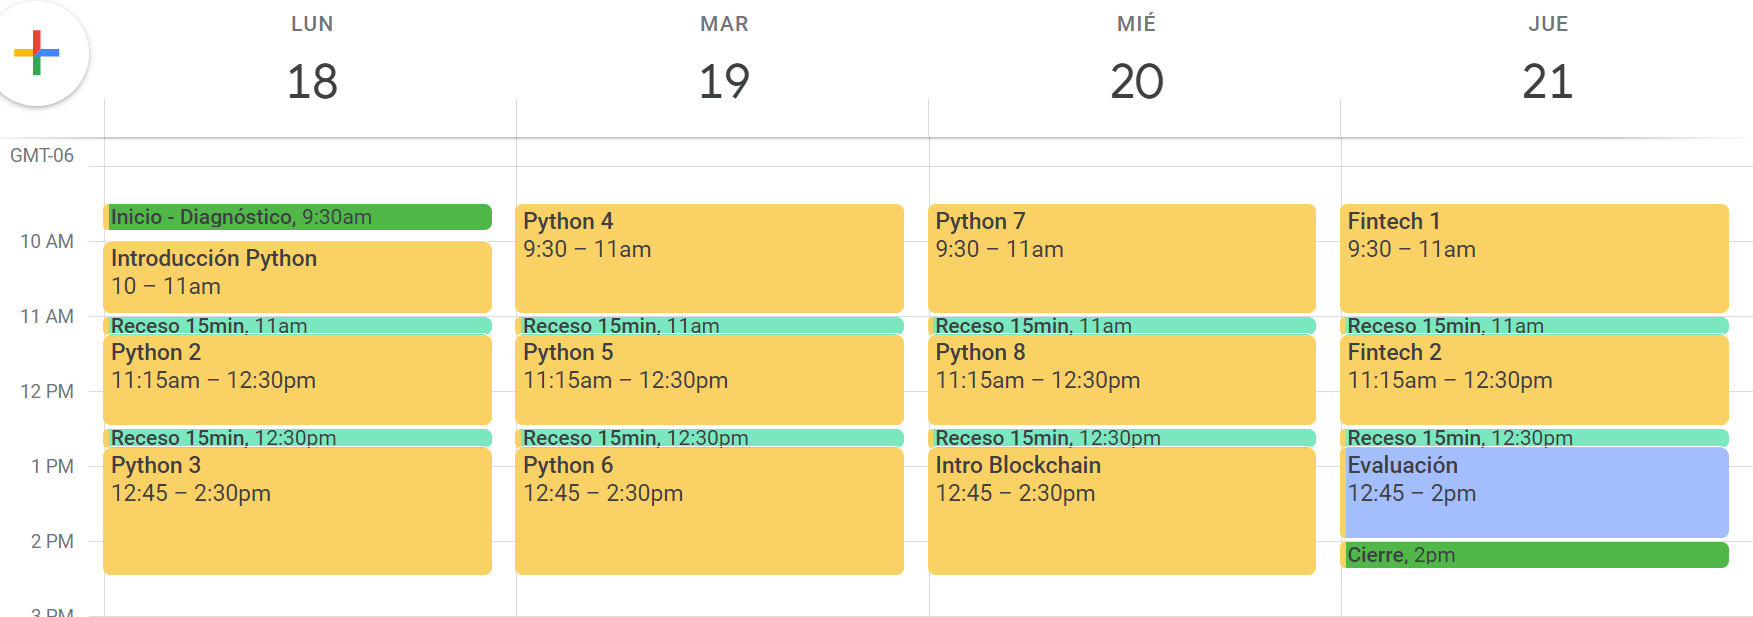 LUN
18
MAR
19
MIÉ
20
JUE
21
GMT-06
10 AM
11 AM
12 PM
1 PM
2 PM
3 PM
Inicio - Diagnóstico, 9:30am
Introducción Python
10 – 11am
Receso 15min, 11am
Python 2
11:15am – 12:30pm
Receso 15min, 12:30pm
Python 3
12:45 – 2:30pm
Python 4
9:30 – 11am
Receso 15min, 11am
Python 5
11:15am – 12:30pm
Receso 15min, 12:30pm
Python 6
12:45 – 2:30pm
Python 7
9:30 – 11am
Receso 15min, 11am
Python 8
11:15am – 12:30pm
Receso 15min, 12:30pm
Intro Blockchain
12:45 – 2:30pm
Fintech 1
9:30 – 11am
Receso 15min, 11am
Fintech 2
11:15am – 12:30pm
Receso 15min, 12:30pm
Evaluación
12:45 – 2pm
Cierre, 2pm